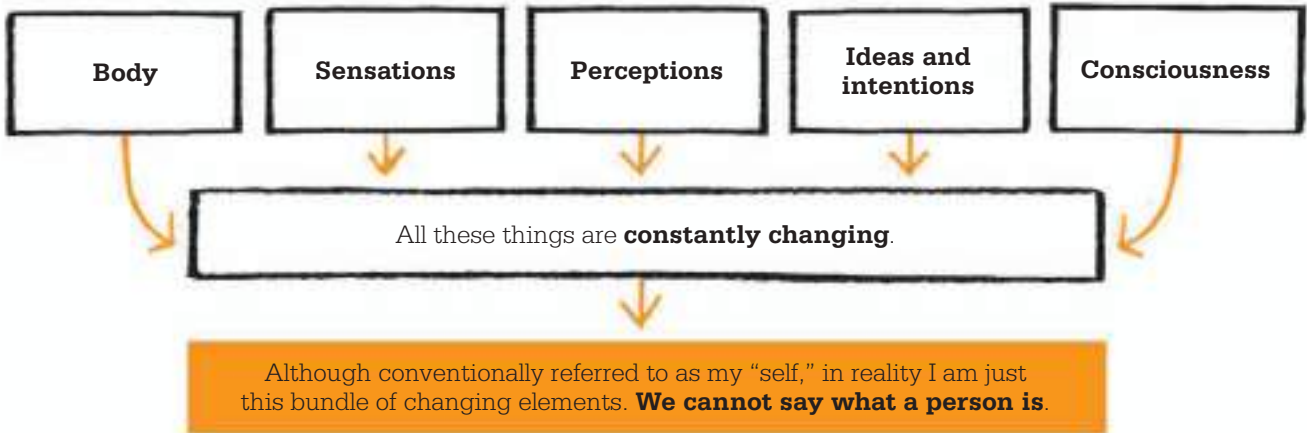 Body
Sensations
Perceptions
Ideas and
intentions
Consciousness
All these things are constantly changing.
Although conventionally referred to as my “self,” in reality I am just
this bundle of changing elements. We cannot say what a person is.